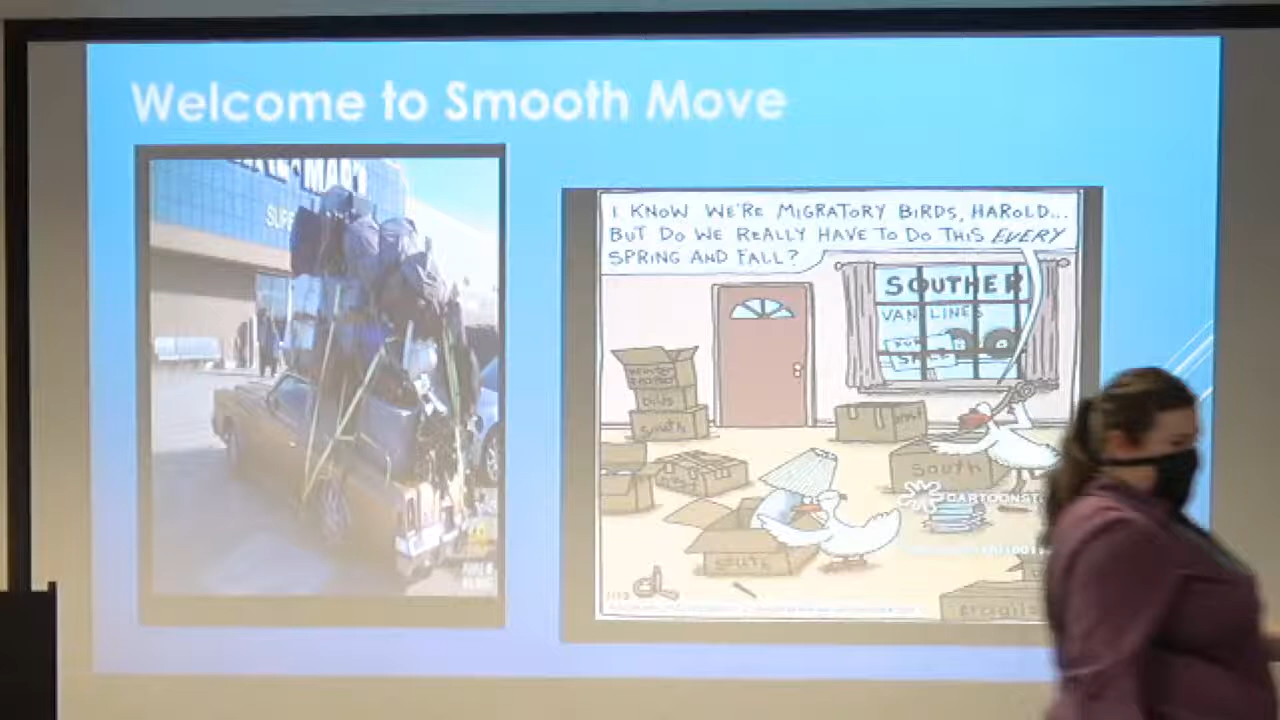 Welcome to Smooth Move
I KNOW WE'RE MIGRATORY BIRDS, HAROLD...
BUT DO WE REALLY HAVE TO DO THIS EVERY
SPRING AND FALL?
SOUTHER
VAN LINES
SOUTH
SOUTH
SOUTH
CARTOONST